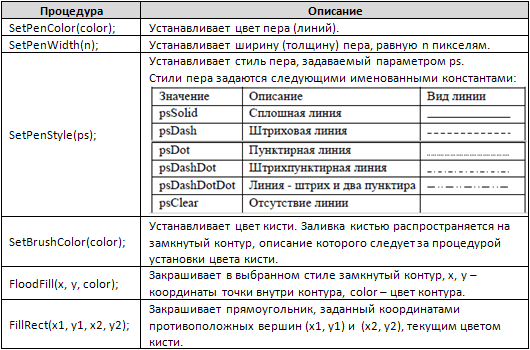 Процедура Описание
SetPenColor(color); Устанавливает цвет пера (линий).
SetPenWidth(n); Устанавливает ширину (толщину) пера, равную n пикселям.
SetPenStyle(ps);
Устанавливает стиль пера, задаваемый параметром ps.
Стили пера задаются следующими именованными константами:
Значение Описание Вид линии
psSolid Сплошная линия
psDash Штриховая линия
psDot Пунктирная линия
psDashDot Штрихпунктирная линия
psDashDotDot Линия - штрих и два пунктира
psClear Отсутствие линии
SetBrushColor(color);
Устанавливает цвет кисти. Заливка кистью распространяется на
замкнутый контур, описание которого следует за процедурой
установки цвета кисти.
FloodFill(x, y, color);
Закрашивает в выбранном стиле замкнутый контур, x, y –
координаты точки внутри контура, color – цвет контура.
FillRect(x1, y1, x2, y2);
Закрашивает прямоугольник, заданный координатами
противоположных вершин (x1, y1) и (x2, y2), текущим цветом
кисти.